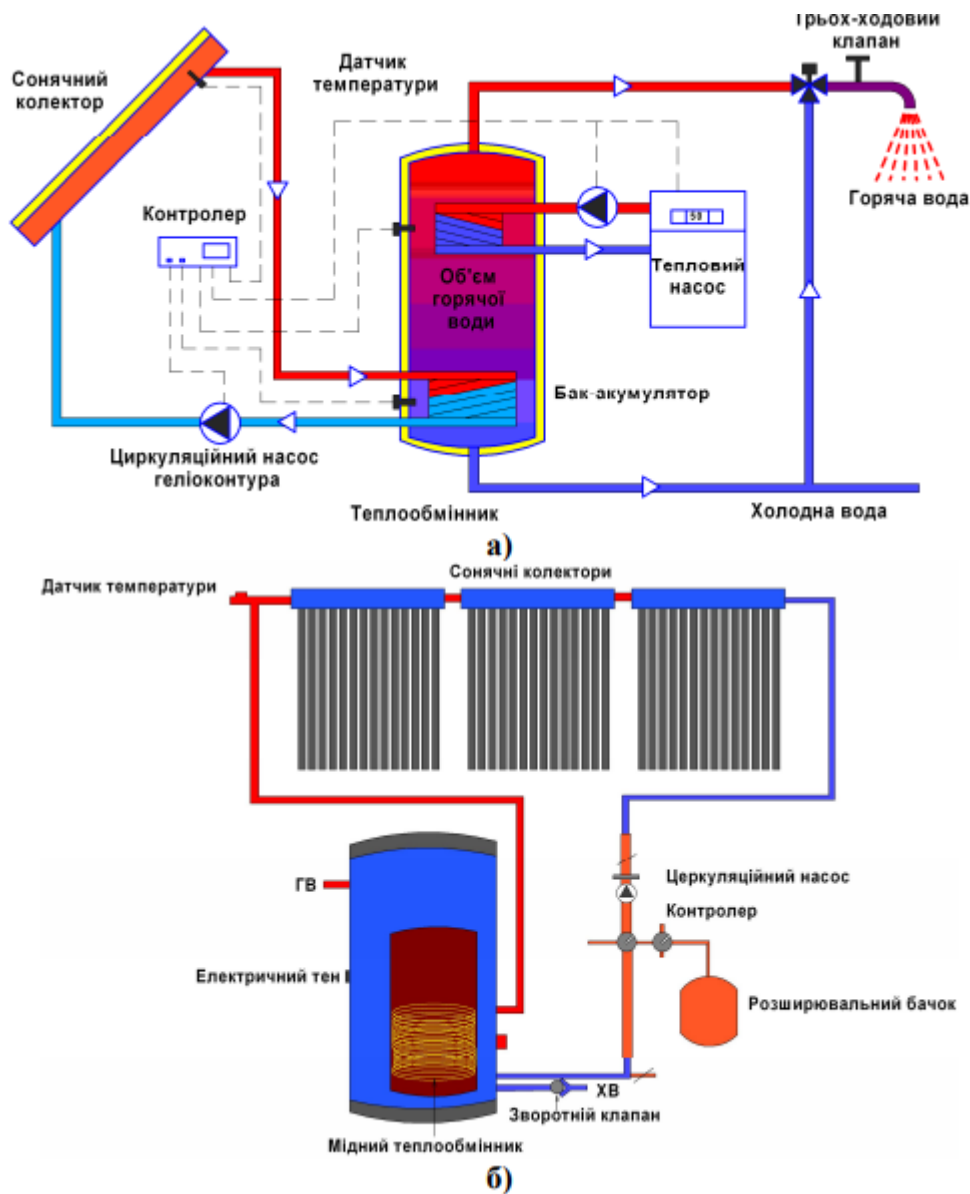 Трьох-ходовий
клапан
Сонячний
колектор
Датчик
температури
Горяча вода
Контролер
50
Тепловий
насос
Об'єм
горячої
води
Бак-акумулятор
Циркуляційний насос
геліоконтура
Теплообмінник
Холодна вода
а)
Сонячні колектори
Датчик температури
ГВ
Церкуляційний насос
Контролер
Електричний тен
Розширювальний бачок
ХВ
Зворотній клапан
Мідний теплообмінник
б)